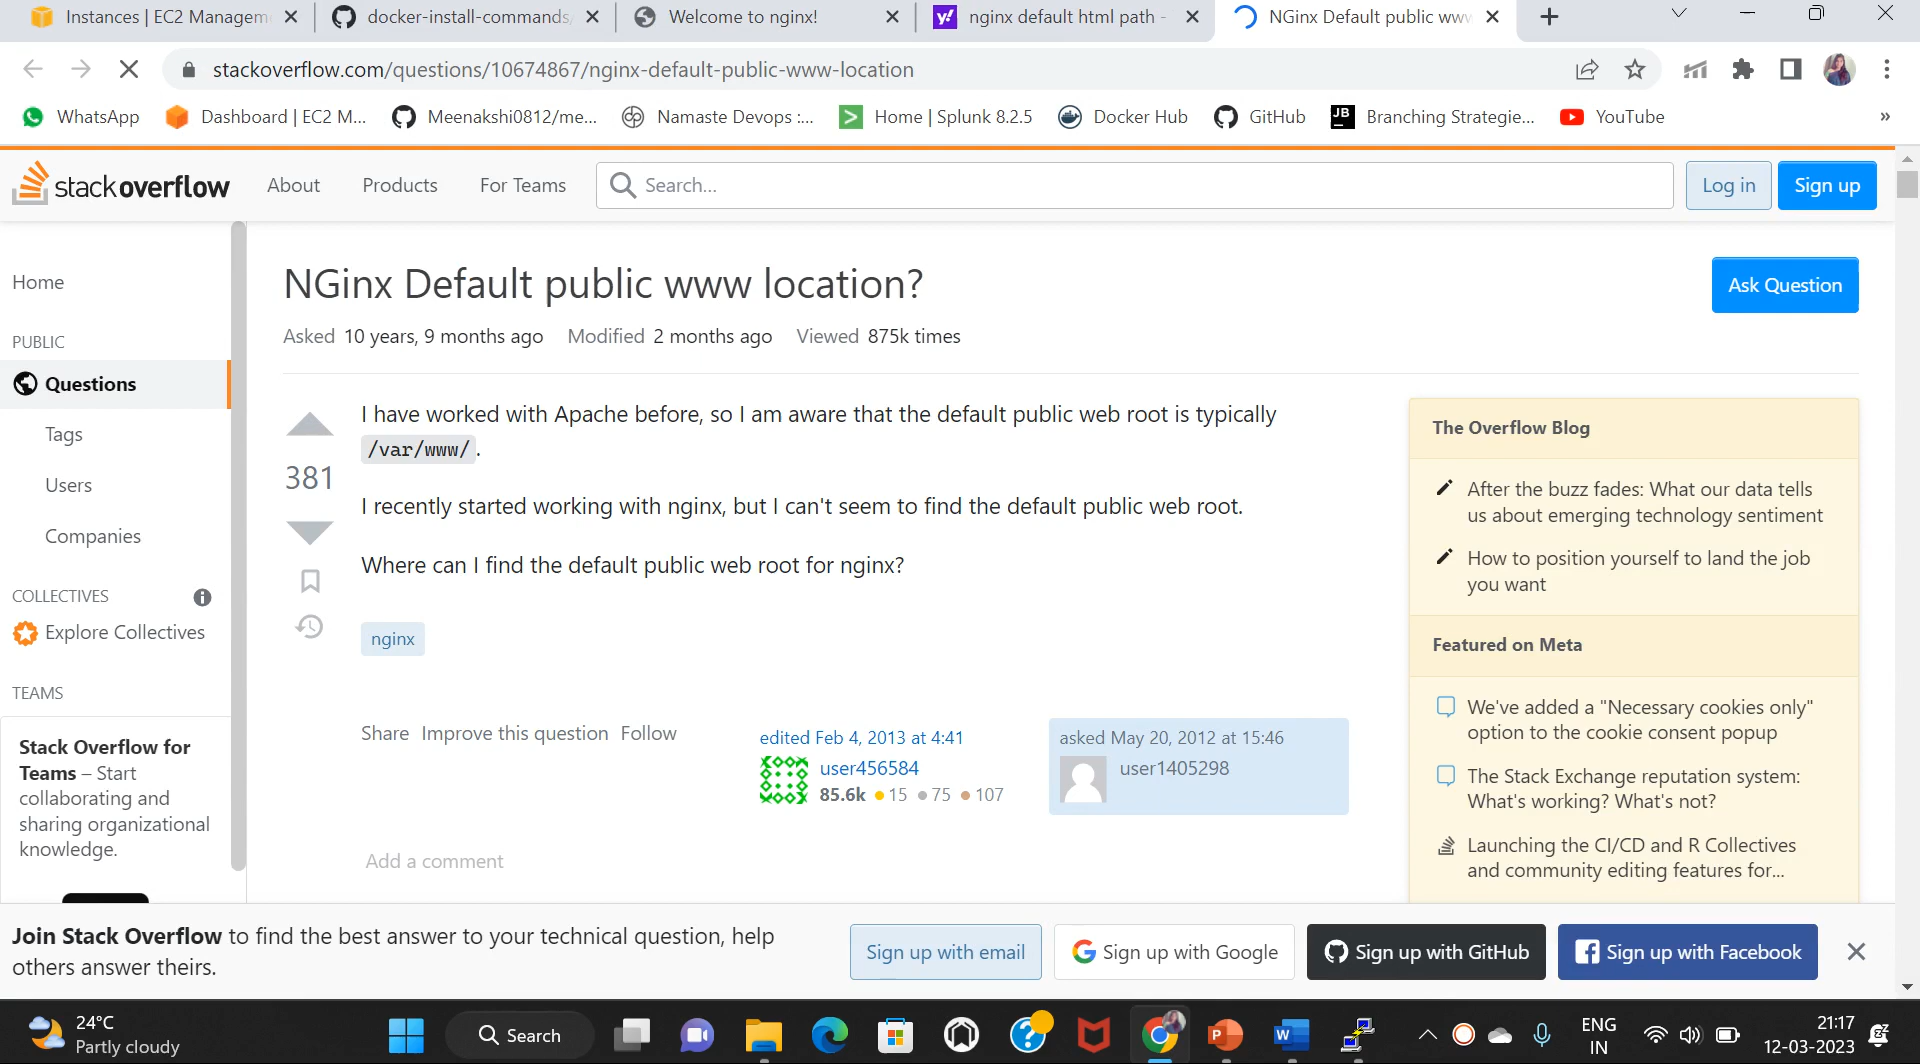 Instances | EC2 Managem
docker-install-commands/
Welcome to nginx!
nginx default html path -
NGinx Default public www
stackoverflow.com/questions/10674867/nginx-default-public-www-location
WhatsApp
Dashboard | EC2 M...
Meenakshi0812/me...
Namaste Devops :...
Home | Splunk 8.2.5
Docker Hub
GitHub
JB
Branching Strategie...
YouTube
»
stackoverflow
About
Products
For Teams
Search...
Log in
Sign up
Home
PUBLIC
Questions
Tags
Users
Companies
COLLECTIVES
Explore Collectives
TEAMS
Stack Overflow for
Teams – Start
collaborating and
sharing organizational
knowledge.
NGinx Default public www location?
Ask Question
Asked 10 years, 9 months ago Modified 2 months ago Viewed 875k times
381
I have worked with Apache before, so I am aware that the default public web root is typically
/var/www/.
I recently started working with nginx, but I can't seem to find the default public web root.
Where can I find the default public web root for nginx?
nginx
Share Improve this question Follow
edited Feb 4, 2013 at 4:41
user456584
85.6k 15 75 107
asked May 20, 2012 at 15:46
user1405298
Add a comment
The Overflow Blog
After the buzz fades: What our data tells
us about emerging technology sentiment
How to position yourself to land the job
you want
Featured on Meta
We've added a "Necessary cookies only"
option to the cookie consent popup
The Stack Exchange reputation system:
What's working? What's not?
Launching the CI/CD and R Collectives
and community editing features for...
Join Stack Overflow to find the best answer to your technical question, help
others answer theirs.
Sign up with email
Sign up with Google
Sign up with GitHub
Sign up with Facebook
24°C
Partly cloudy
Search
ENG
IN
21:17
12-03-2023